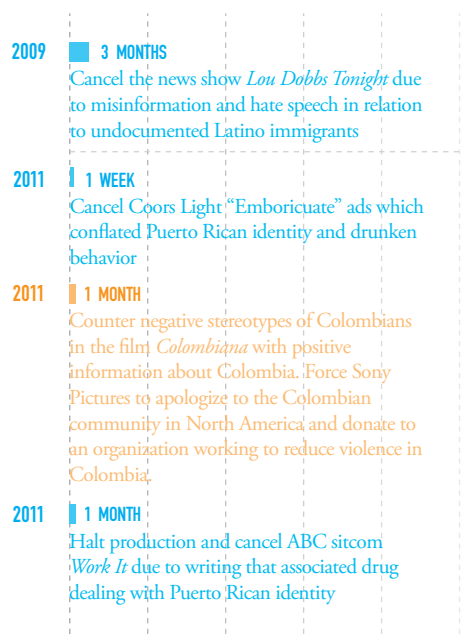 2009 3 MONTHS
Cancel the news show Lou Dobbs Tonight due
to misinformation and hate speech in relation
to undocumented Latino immigrants
2011 1 WEEK
Cancel Coors Light “Emboricuate” ads which
conflated Puerto Rican identity and drunken
behavior
2011 1 MONTH
Counter negative stereotypes of Colombians
in the film Colombiana with positive
information about Colombia. Force Sony
Pictures to apologize to the Colombian
community in North America and donate to
an organization working to reduce violence in
Colombia.
2011 1 MONTH
Halt production and cancel ABC sitcom
Work It due to writing that associated drug
dealing with Puerto Rican identity